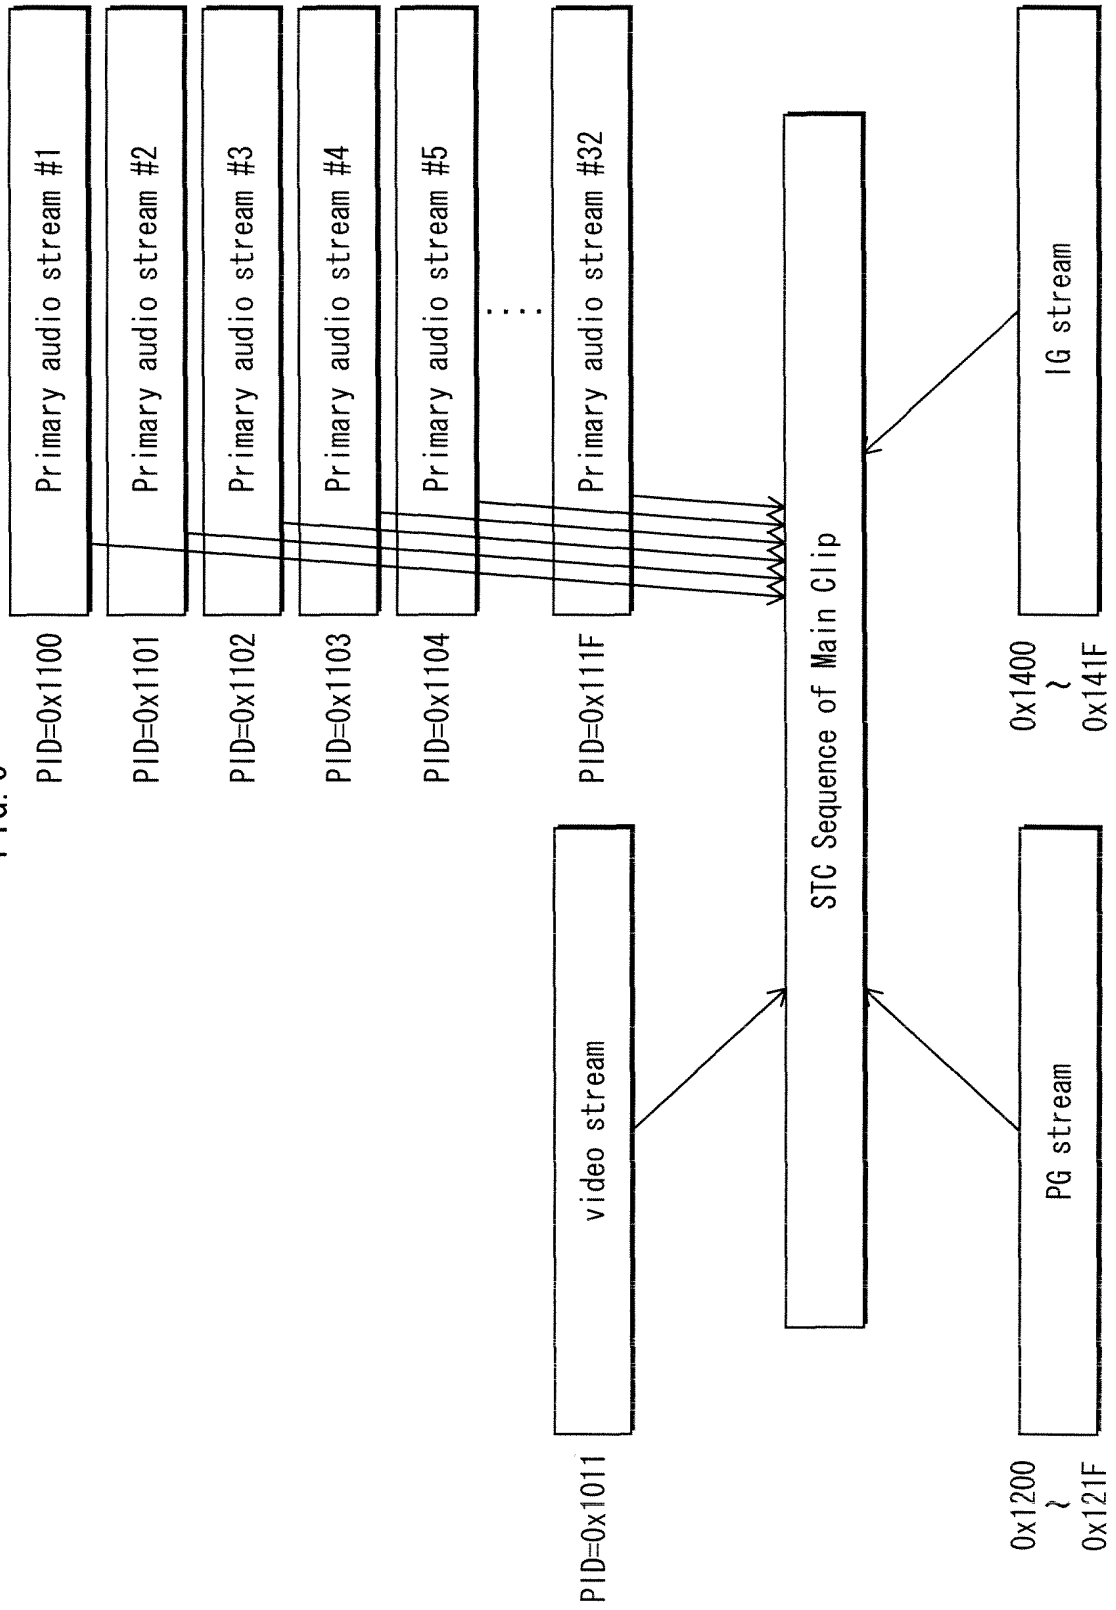 PID=0x1100
Primary audio stream #1
PID=0x1101
Primary audio stream #2
PID=0x1102
Primary audio stream #3
PID=0x1103
Primary audio stream #4
PID=0x1104
Primary audio stream #5
....
PID=0x1011
video stream
PID=0x111F
Primary audio stream #32
STC Sequence of Main Clip
0x1200
~
0x121F
PG stream
0x1400
~
0x141F
IG stream